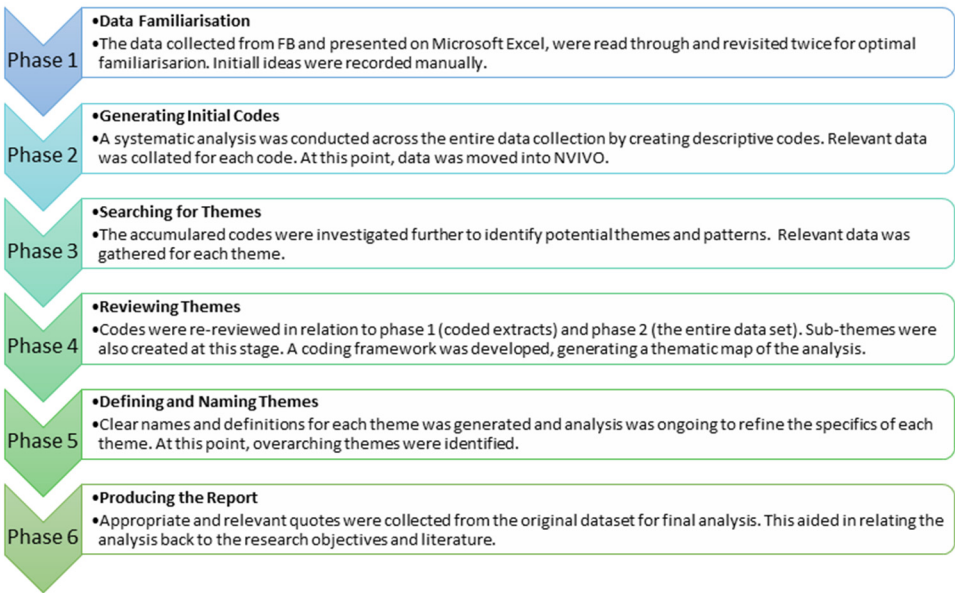 Phase 1
•Data Familiarisation
•The data collected from FB and presented on Microsoft Excel, were read through and revisited twice for optimal
familiarisarion. Initiall ideas were recorded manually.
Phase 2
•Generating Initial Codes
•A systematic analysis was conducted across the entire data collection by creating descriptive codes. Relevant data
was collated for each code. At this point, data was moved into NVIVO.
Phase 3
•Searching for Themes
•The accumulared codes were investigated further to identify potential themes and patterns. Relevant data was
gathered for each theme.
Phase 4
•Reviewing Themes
•Codes were re-reviewed in relation to phase 1 (coded extracts) and phase 2 (the entire data set). Sub-themes were
also created at this stage. A coding framework was developed, generating a thematic map of the analysis.
Phase 5
•Defining and Naming Themes
•Clear names and definitions for each theme was generated and analysis was ongoing to refine the specifics of each
theme. At this point, overarching themes were identified.
Phase 6
•Producing the Report
•Appropriate and relevant quotes were collected from the original dataset for final analysis. This aided in relating the
analysis back to the research objectives and literature.